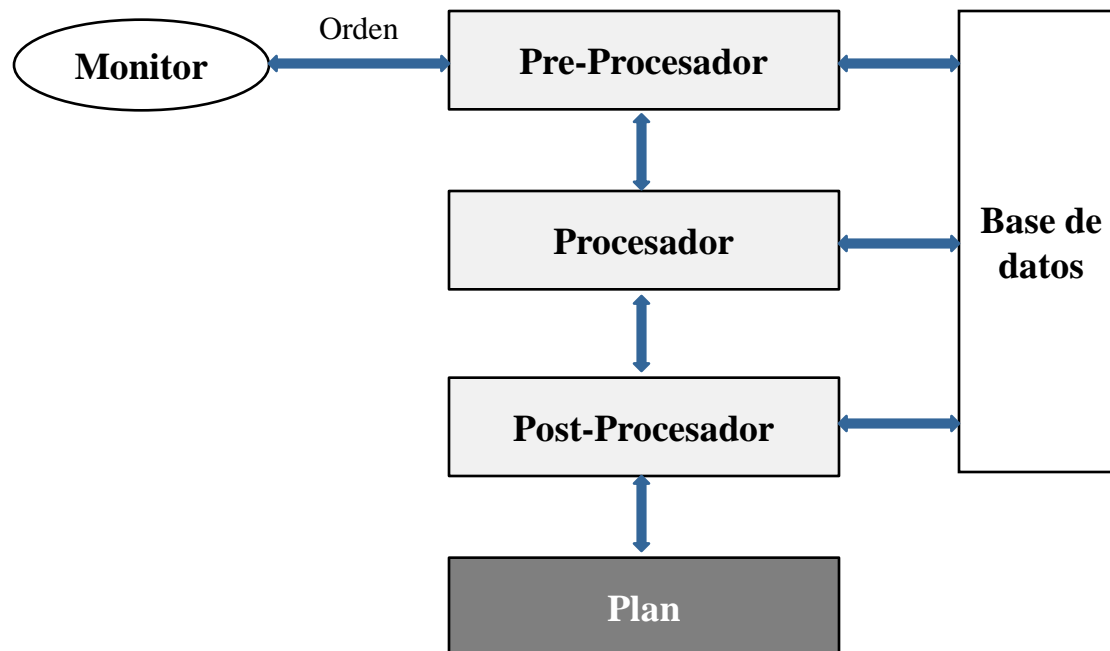 Orden
Monitor
Pre-Procesador
Procesador
Base de
datos
Post-Procesador
Plan